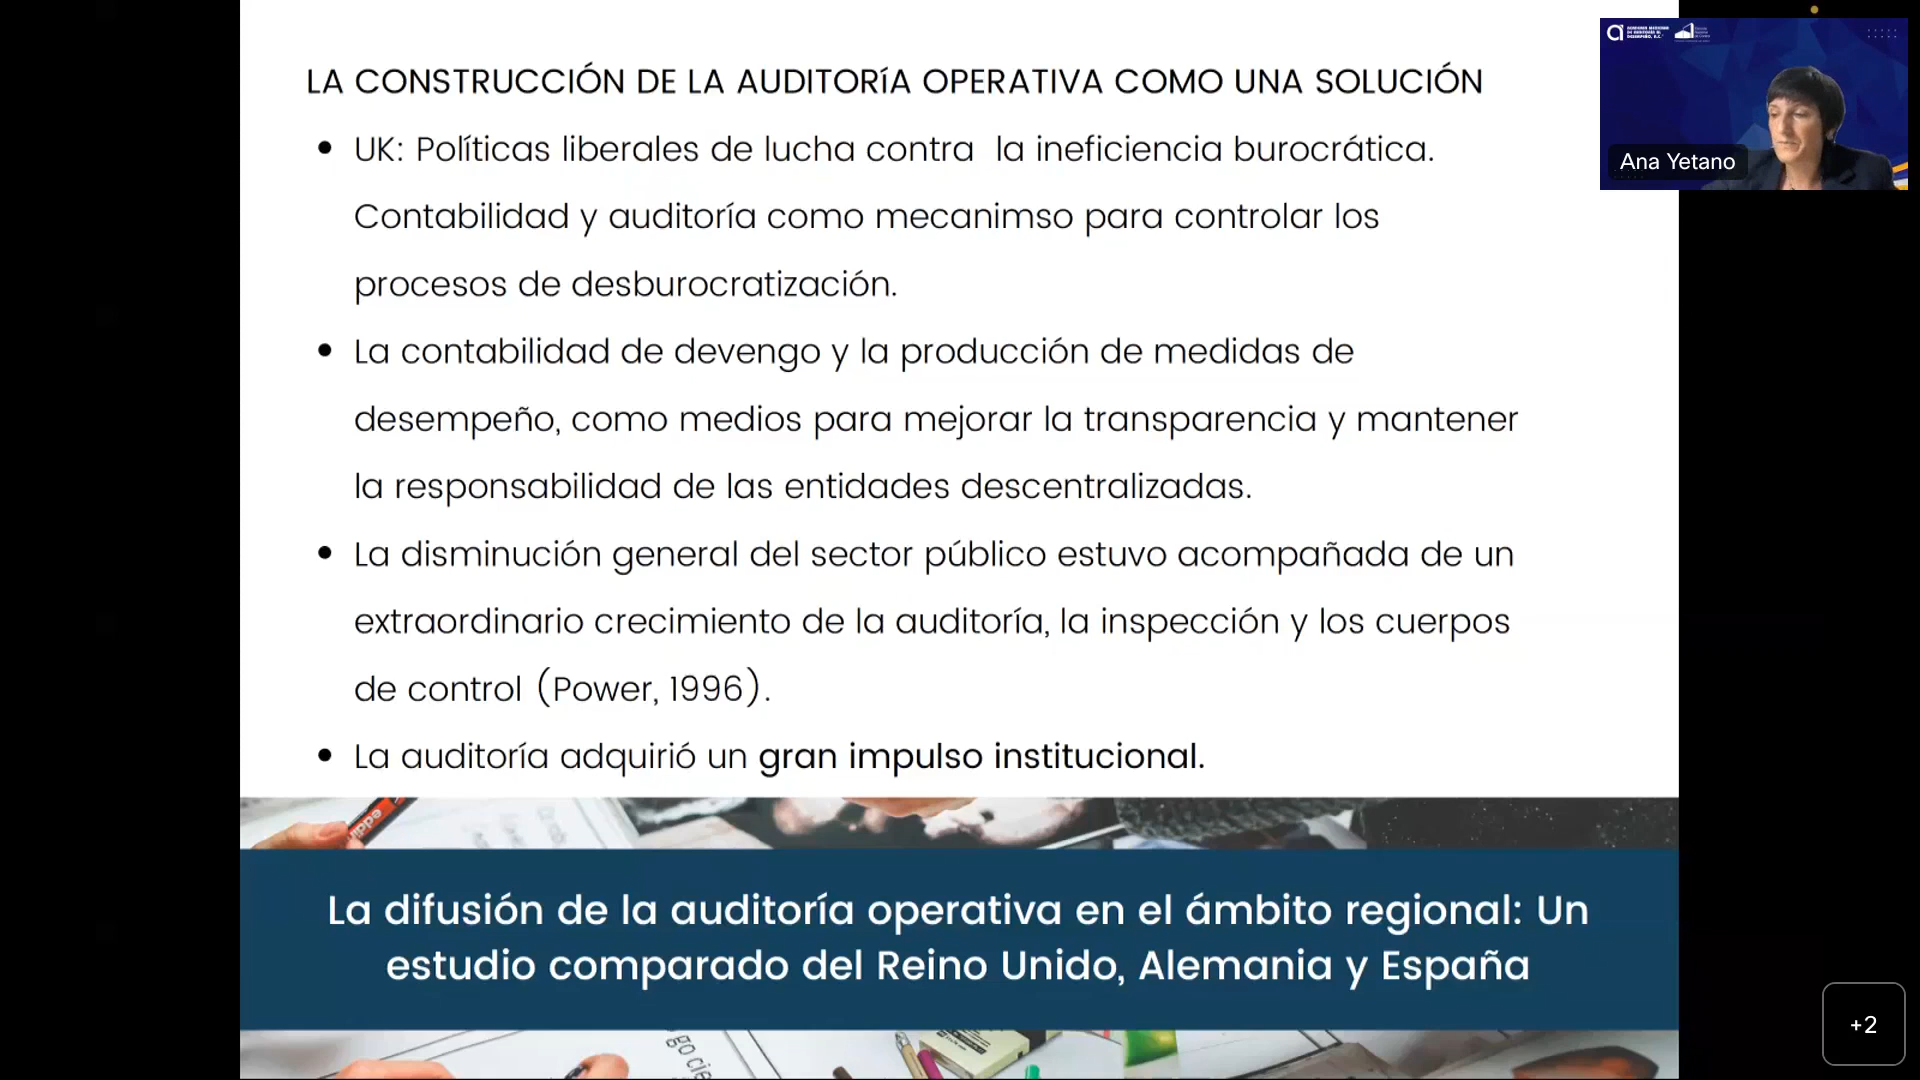 LA CONSTRUCCIÓN DE LA AUDITORíA OPERATIVA COMO UNA SOLUCIÓN
• UK: Políticas liberales de lucha contra  la ineficiencia burocrática.
Contabilidad y auditoría como mecanimso para controlar los
procesos de desburocratización.
• La contabilidad de devengo y la producción de medidas de
desempeño, como medios para mejorar la transparencia y mantener
la responsabilidad de las entidades descentralizadas.
• La disminución general del sector público estuvo acompañada de un
extraordinario crecimiento de la auditoría, la inspección y los cuerpos
de control (Power, 1996).
• La auditoría adquirió un gran impulso institucional.
La difusión de la auditoría operativa en el ámbito regional: Un
estudio comparado del Reino Unido, Alemania y España
Ana Yetano
+2